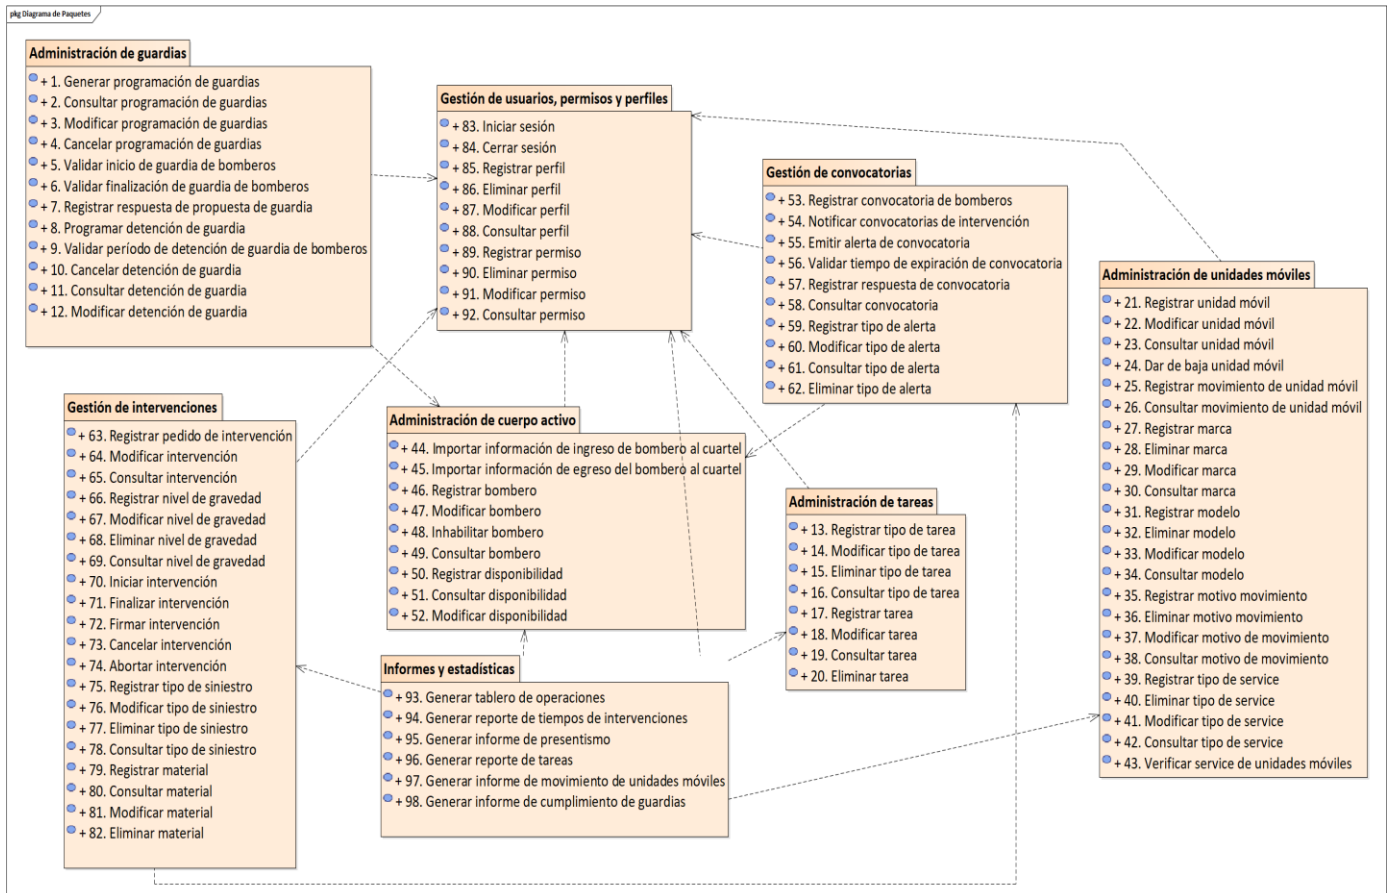 pkg Diagrama de Paquetes
Administración de guardias
+ 1. Generar programación de guardias
+ 2. Consultar programación de guardias
+ 3. Modificar programación de guardias
+ 4. Cancelar programación de guardias
+ 5. Validar inicio de guardia de bomberos
+ 6. Validar finalización de guardia de bomberos
+ 7. Registrar respuesta de propuesta de guardia
+ 8. Programar detención de guardia
+ 9. Validar período de detención de guardia de bomberos
+ 10. Cancelar detención de guardia
+ 11. Consultar detención de guardia
+ 12. Modificar detención de guardia
Gestión de usuarios, permisos y perfiles
+ 83. Iniciar sesión
+ 84. Cerrar sesión
+ 85. Registrar perfil
+ 86. Eliminar perfil
+ 87. Modificar perfil
+ 88. Consultar perfil
+ 89. Registrar permiso
+ 90. Eliminar permiso
+ 91. Modificar permiso
+ 92. Consultar permiso
Gestión de convocatorias
+ 53. Registrar convocatoria de bomberos
+ 54. Notificar convocatorias de intervención
+ 55. Emitir alerta de convocatoria
+ 56. Validar tiempo de expiración de convocatoria
+ 57. Registrar respuesta de convocatoria
+ 58. Consultar convocatoria
+ 59. Registrar tipo de alerta
+ 60. Modificar tipo de alerta
+ 61. Consultar tipo de alerta
+ 62. Eliminar tipo de alerta
Administración de unidades móviles
+ 21. Registrar unidad móvil
+ 22. Modificar unidad móvil
+ 23. Consultar unidad móvil
+ 24. Dar de baja unidad móvil
+ 25. Registrar movimiento de unidad móvil
+ 26. Consultar movimiento de unidad móvil
+ 27. Registrar marca
+ 28. Eliminar marca
+ 29. Modificar marca
+ 30. Consultar marca
+ 31. Registrar modelo
+ 32. Eliminar modelo
+ 33. Modificar modelo
+ 34. Consultar modelo
+ 35. Registrar motivo movimiento
+ 36. Eliminar motivo movimiento
+ 37. Modificar motivo de movimiento
+ 38. Consultar motivo de movimiento
+ 39. Registrar tipo de service
+ 40. Eliminar tipo de service
+ 41. Modificar tipo de service
+ 42. Consultar tipo de service
+ 43. Verificar service de unidades móviles
Gestión de intervenciones
+ 63. Registrar pedido de intervención
+ 64. Modificar intervención
+ 65. Consultar intervención
+ 66. Registrar nivel de gravedad
+ 67. Modificar nivel de gravedad
+ 68. Eliminar nivel de gravedad
+ 69. Consultar nivel de gravedad
+ 70. Iniciar intervención
+ 71. Finalizar intervención
+ 72. Firmar intervención
+ 73. Cancelar intervención
+ 74. Abortar intervención
+ 75. Registrar tipo de siniestro
+ 76. Modificar tipo de siniestro
+ 77. Eliminar tipo de siniestro
+ 78. Consultar tipo de siniestro
+ 79. Registrar material
+ 80. Consultar material
+ 81. Modificar material
+ 82. Eliminar material
Administración de cuerpo activo
+ 44. Importar información de ingreso de bombero al cuartel
+ 45. Importar información de egreso del bombero al cuartel
+ 46. Registrar bombero
+ 47. Modificar bombero
+ 48. Inhabilitar bombero
+ 49. Consultar bombero
+ 50. Registrar disponibilidad
+ 51. Consultar disponibilidad
+ 52. Modificar disponibilidad
Administración de tareas
+ 13. Registrar tipo de tarea
+ 14. Modificar tipo de tarea
+ 15. Eliminar tipo de tarea
+ 16. Consultar tipo de tarea
+ 17. Registrar tarea
+ 18. Modificar tarea
+ 19. Consultar tarea
+ 20. Eliminar tarea
Informes y estadísticas
+ 93. Generar tablero de operaciones
+ 94. Generar reporte de tiempos de intervenciones
+ 95. Generar informe de presentismo
+ 96. Generar reporte de tareas
+ 97. Generar informe de movimiento de unidades móviles
+ 98. Generar informe de cumplimiento de guardias